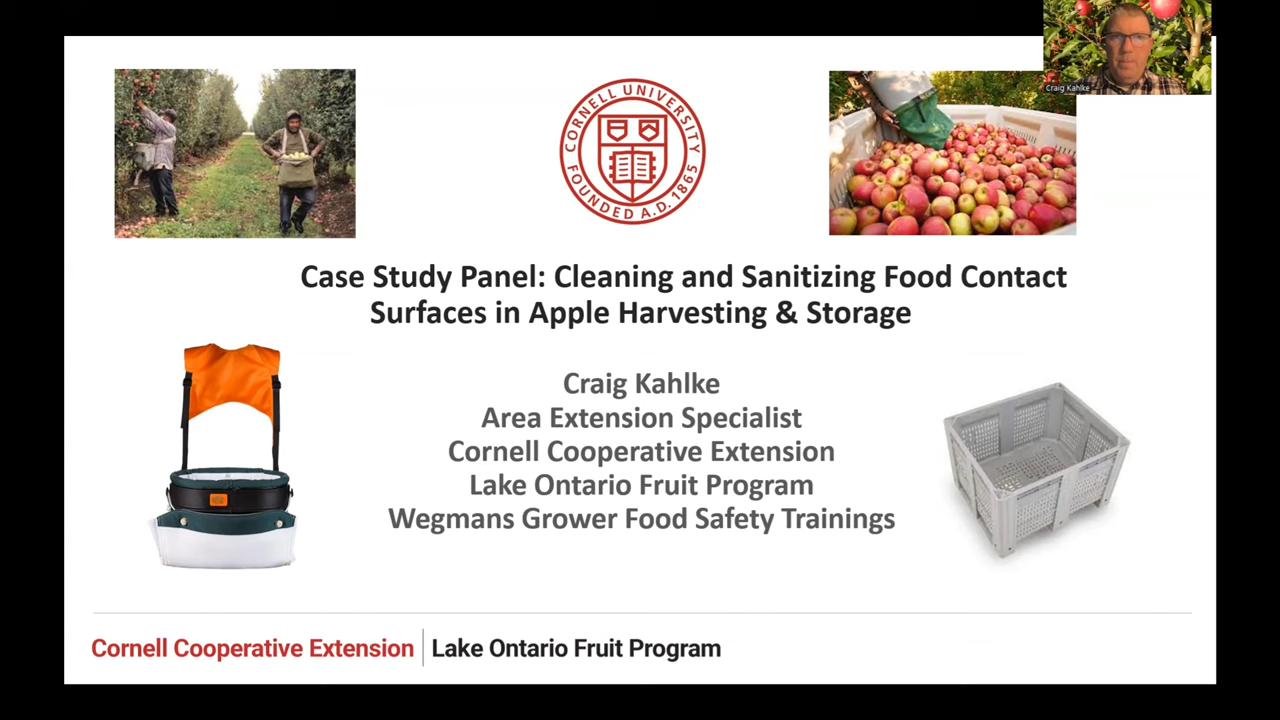 Craig Kahlke
CORNELL UNIVERSITY
FOUNDED A.D. 1865
Case Study Panel: Cleaning and Sanitizing Food Contact
Surfaces in Apple Harvesting & Storage
Craig Kahlke
Area Extension Specialist
Cornell Cooperative Extension
Lake Ontario Fruit Program
Wegmans Grower Food Safety Trainings
Cornell Cooperative Extension | Lake Ontario Fruit Program